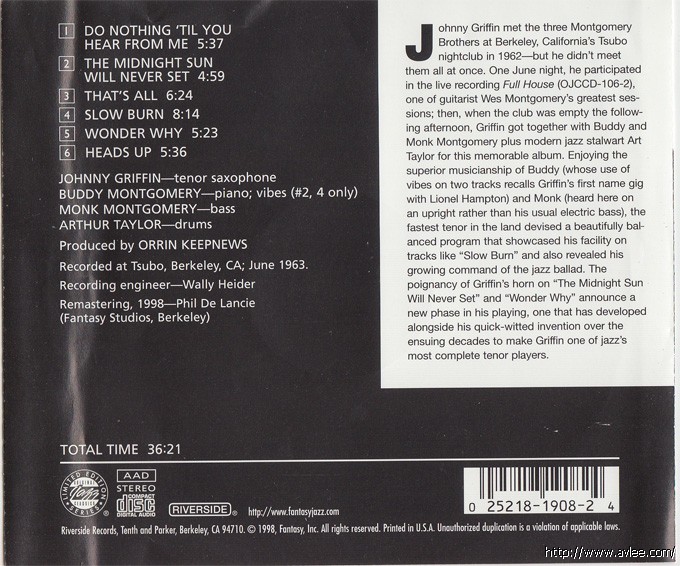 1 DO NOTHING 'TIL YOU
HEAR FROM ME 5:37
2 THE MIDNIGHT SUN
WILL NEVER SET 4:59
3 THAT'S ALL 6:24
4 SLOW BURN 8:14
5 WONDER WHY 5:23
6 HEADS UP 5:36
JOHNNY GRIFFIN—tenor saxophone
BUDDY MONTGOMERY—piano; vibes (#2, 4 only)
MONK MONTGOMERY—bass
ARTHUR TAYLOR—drums
Produced by ORRIN KEEPNEWS
Recorded at Tsubo, Berkeley, CA; June 1963.
Recording engineer—Wally Heider
Remastering, 1998—Phil De Lancie
(Fantasy Studios, Berkeley)
Johnny Griffin met the three Montgomery
Brothers at Berkeley, California's Tsubo
nightclub in 1962—but he didn't meet
them all at once. One June night, he participated
in the live recording Full House (OJCCD-106-2),
one of guitarist Wes Montgomery's greatest ses-
sions; then, when the club was empty the follow-
ing afternoon, Griffin got together with Buddy and
Monk Montgomery plus modern jazz stalwart Art
Taylor for this memorable album. Enjoying the
superior musicianship of Buddy (whose use of
vibes on two tracks recalls Griffin's first name gig
with Lionel Hampton) and Monk (heard here on
an upright rather than his usual electric bass), the
fastest tenor in the land devised a beautifully bal-
anced program that showcased his facility on
tracks like "Slow Burn" and also revealed his
growing command of the jazz ballad. The
poignancy of Griffin's horn on "The Midnight Sun
Will Never Set" and "Wonder Why" announce a
new phase in his playing, one that has developed
alongside his quick-witted invention over the
ensuing decades to make Griffin one of jazz's
most complete tenor players.
TOTAL TIME 36:21
LIMITED EDITION
ORIGINAL
Jazz
CLASSICS
SERIES
®
AAD
STEREO
COMPACT
disc
DIGITAL AUDIO
RIVERSIDE ®
http://www.fantasyjazz.com
0 25218-1908-2 4
Riverside Records, Tenth and Parker, Berkeley, CA 94710. © 1998, Fantasy, Inc. All rights reserved. Printed in U.S.A. Unauthorized duplication is a violation of applicable laws.
http://www.avlee.com/